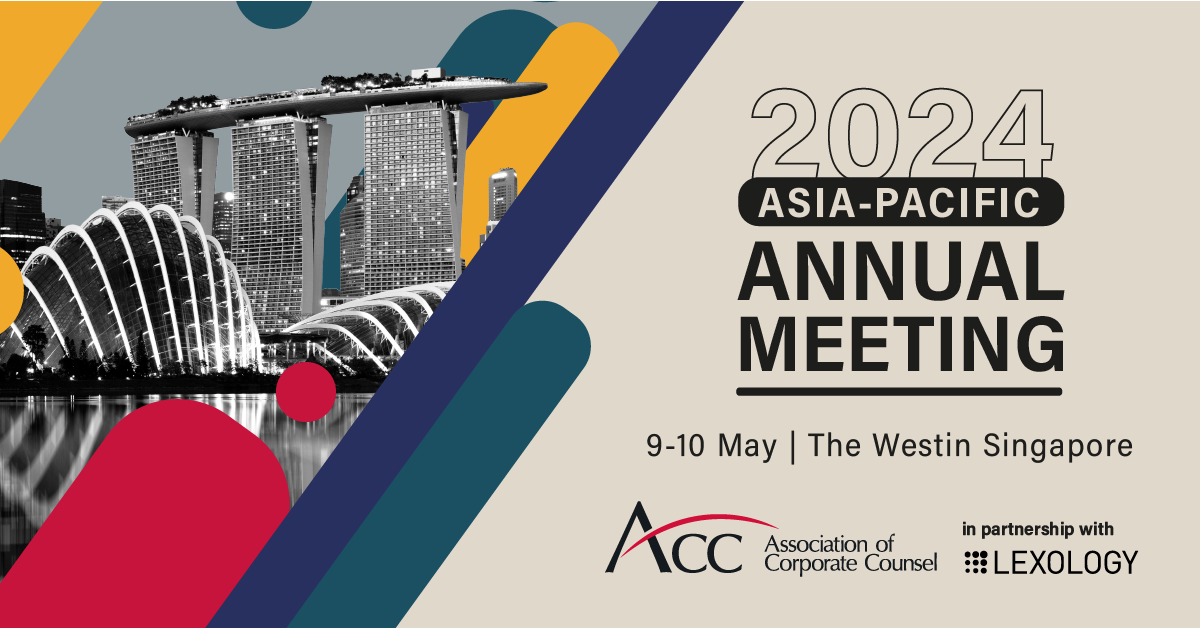 2024
ASIA-PACIFIC
ANNUAL
MEETING
9-10 May | The Westin Singapore
ACC
Association of
Corporate Counsel
in partnership with
LEXOLOGY